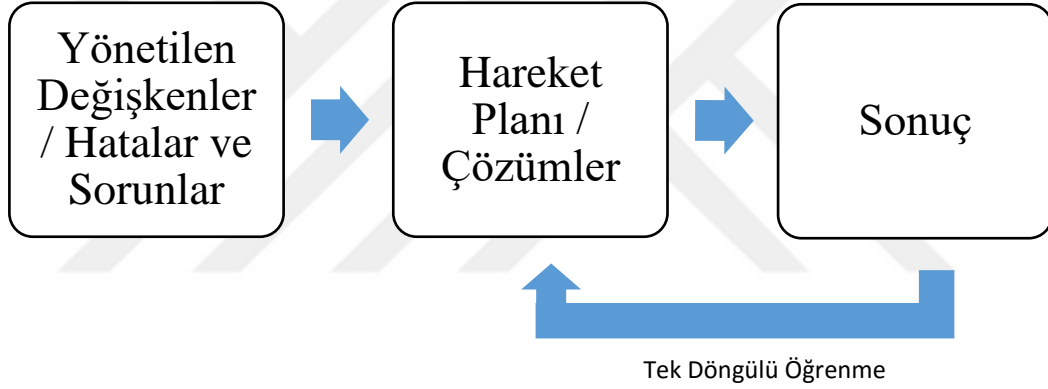 Yönetilen
Değişkenler
/ Hatalar ve
Sorunlar
Hareket
Planı /
Çözümler
Sonuç
Tek Döngülü Öğrenme